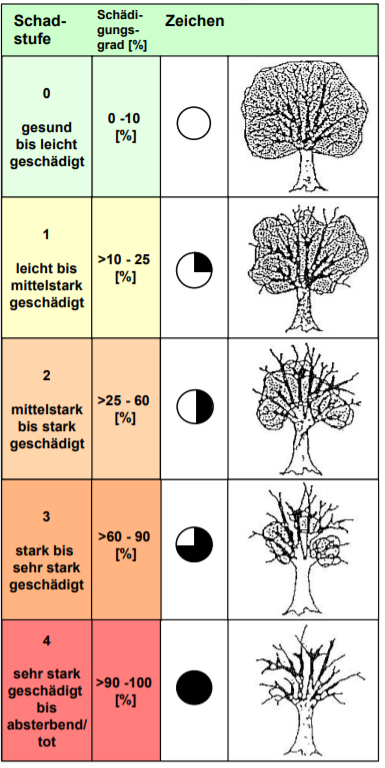 Schad-
stufe
Schädi-
gungs-
grad [%]
Zeichen
0
gesund
bis leicht
geschädigt
0 -10
[%]
1
leicht bis
mittelstark
geschädigt
>10 - 25
[%]
2
mittelstark
bis stark
geschädigt
>25 - 60
[%]
3
stark bis
sehr stark
geschädigt
>60 - 90
[%]
4
sehr stark
geschädigt
bis
absterbend/
tot
>90 -100
[%]